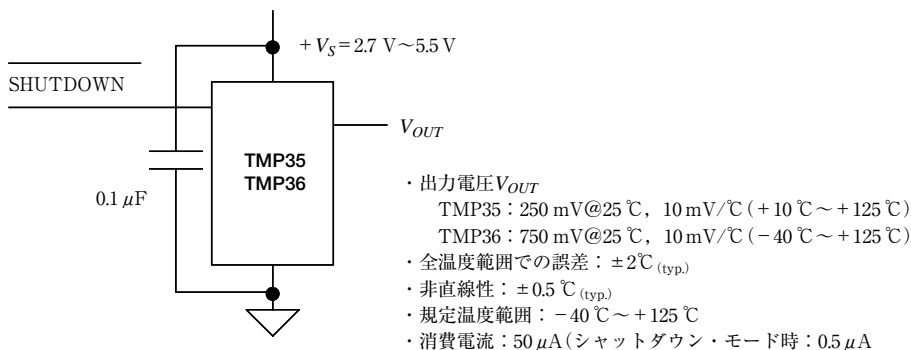 +VS=2.7 V～5.5 V
SHUTDOWN
VOUT
TMP35
TMP36
0.1 μF
・出力電圧VOUT
TMP35：250 mV@25 ℃，10 mV/℃(+10 ℃～+125 ℃)
TMP36：750 mV@25 ℃，10 mV/℃(−40 ℃～+125 ℃)
・全温度範囲での誤差：±2℃(typ.)
・非直線性：±0.5 ℃(typ.)
・規定温度範囲：−40 ℃～+125 ℃
・消費電流：50 μA(シャットダウン・モード時：0.5 μA